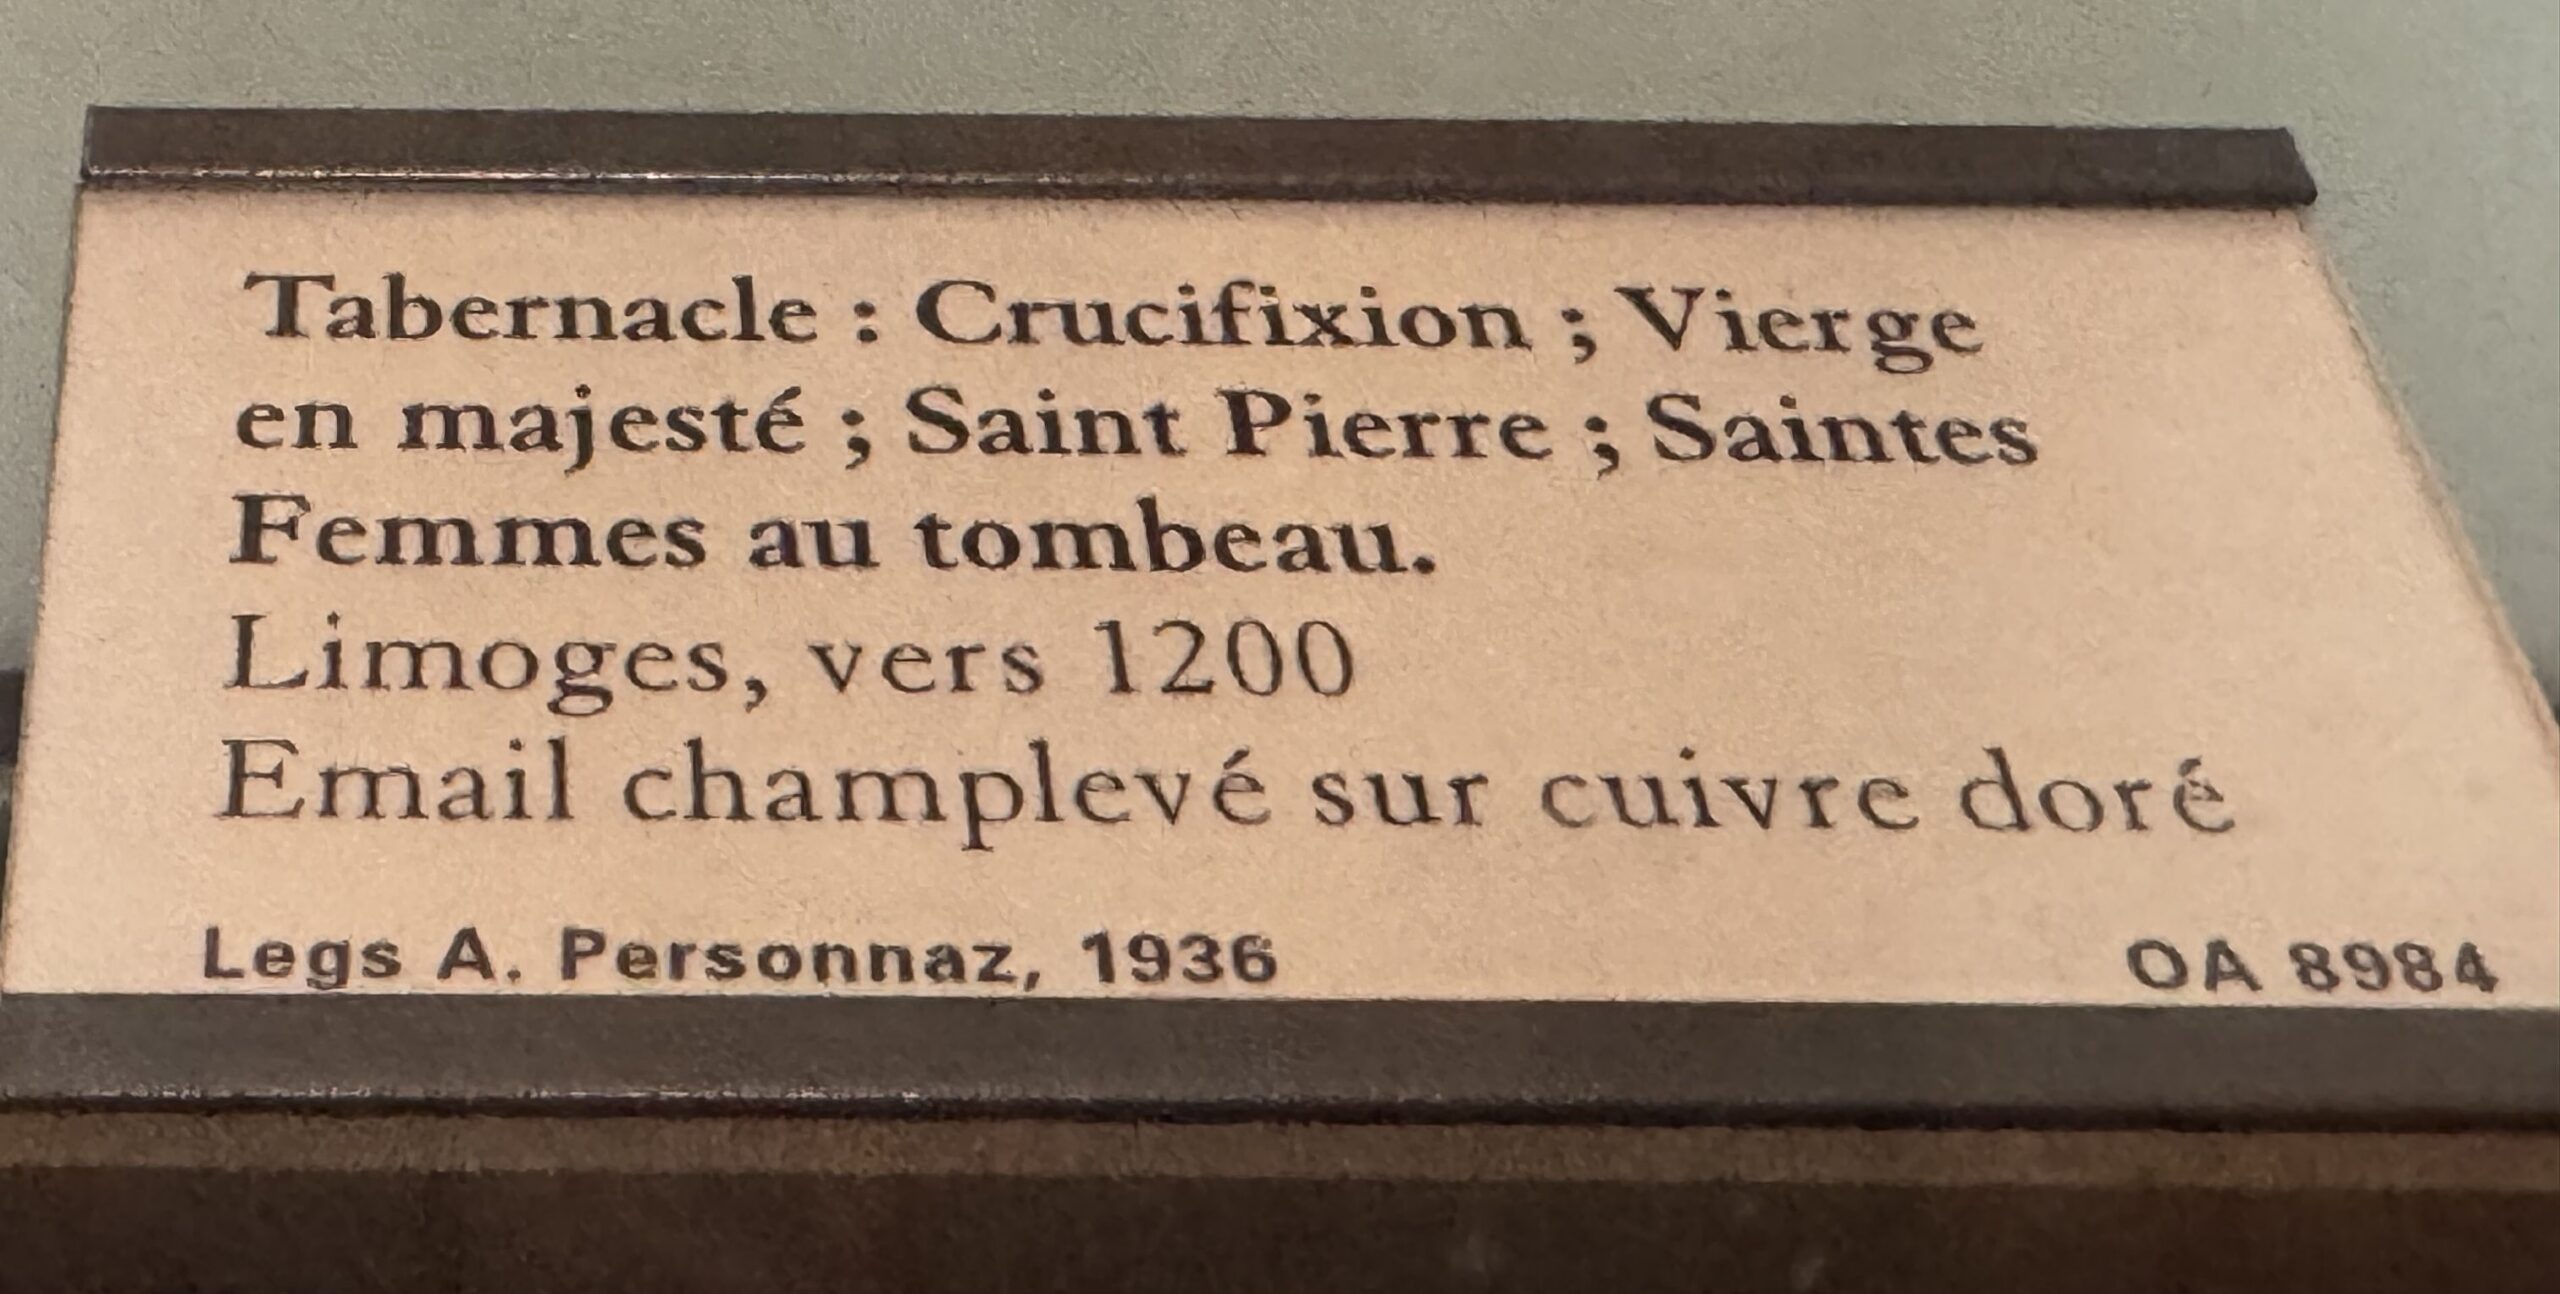 Tabernacle : Crucifixion ; Vierge
en majesté ; Saint Pierre ; Saintes
Femmes au tombeau.
Limoges, vers 1200
Email champlevé sur cuivre doré
Legs A. Personnaz, 1936 OA 8984